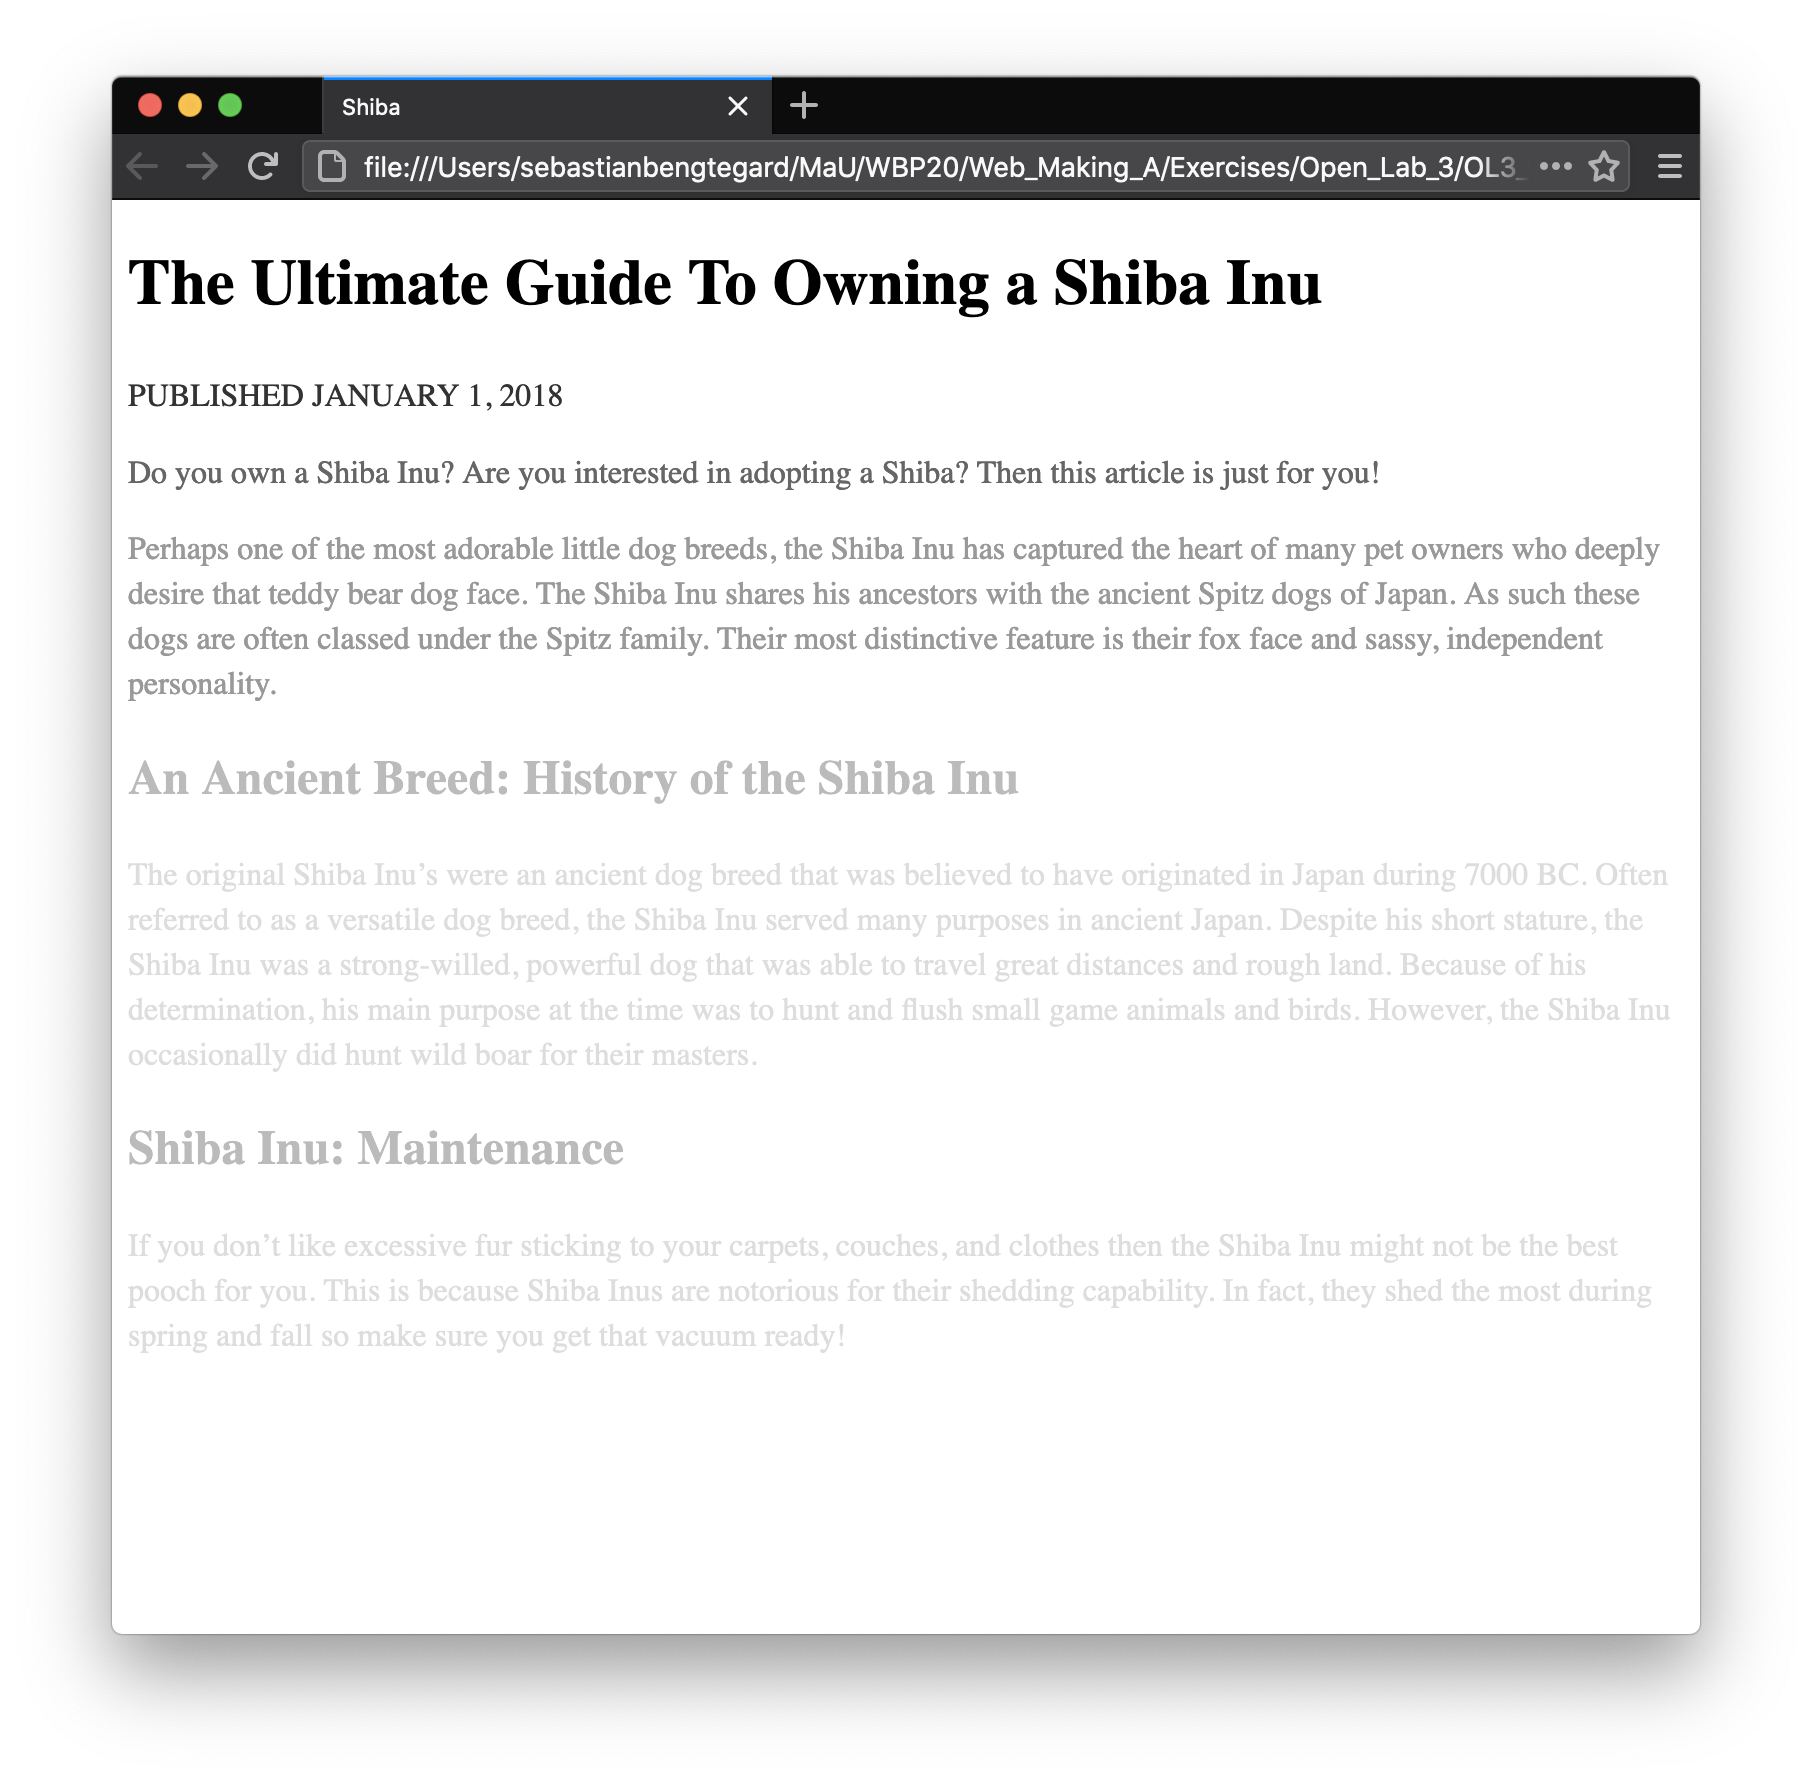 Shiba
file:///Users/sebastianbengtegard/MaU/WBP20/Web_Making_A/Exercises/Open_Lab_3/OL3_
The Ultimate Guide To Owning a Shiba Inu
PUBLISHED JANUARY 1, 2018
Do you own a Shiba Inu? Are you interested in adopting a Shiba? Then this article is just for you!
Perhaps one of the most adorable little dog breeds, the Shiba Inu has captured the heart of many pet owners who deeply
desire that teddy bear dog face. The Shiba Inu shares his ancestors with the ancient Spitz dogs of Japan. As such these
dogs are often classed under the Spitz family. Their most distinctive feature is their fox face and sassy, independent
personality.
An Ancient Breed: History of the Shiba Inu
The original Shiba Inu’s were an ancient dog breed that was believed to have originated in Japan during 7000 BC. Often
referred to as a versatile dog breed, the Shiba Inu served many purposes in ancient Japan. Despite his short stature, the
Shiba Inu was a strong-willed, powerful dog that was able to travel great distances and rough land. Because of his
determination, his main purpose at the time was to hunt and flush small game animals and birds. However, the Shiba Inu
occasionally did hunt wild boar for their masters.
Shiba Inu: Maintenance
If you don’t like excessive fur sticking to your carpets, couches, and clothes then the Shiba Inu might not be the best
pooch for you. This is because Shiba Inus are notorious for their shedding capability. In fact, they shed the most during
spring and fall so make sure you get that vacuum ready!